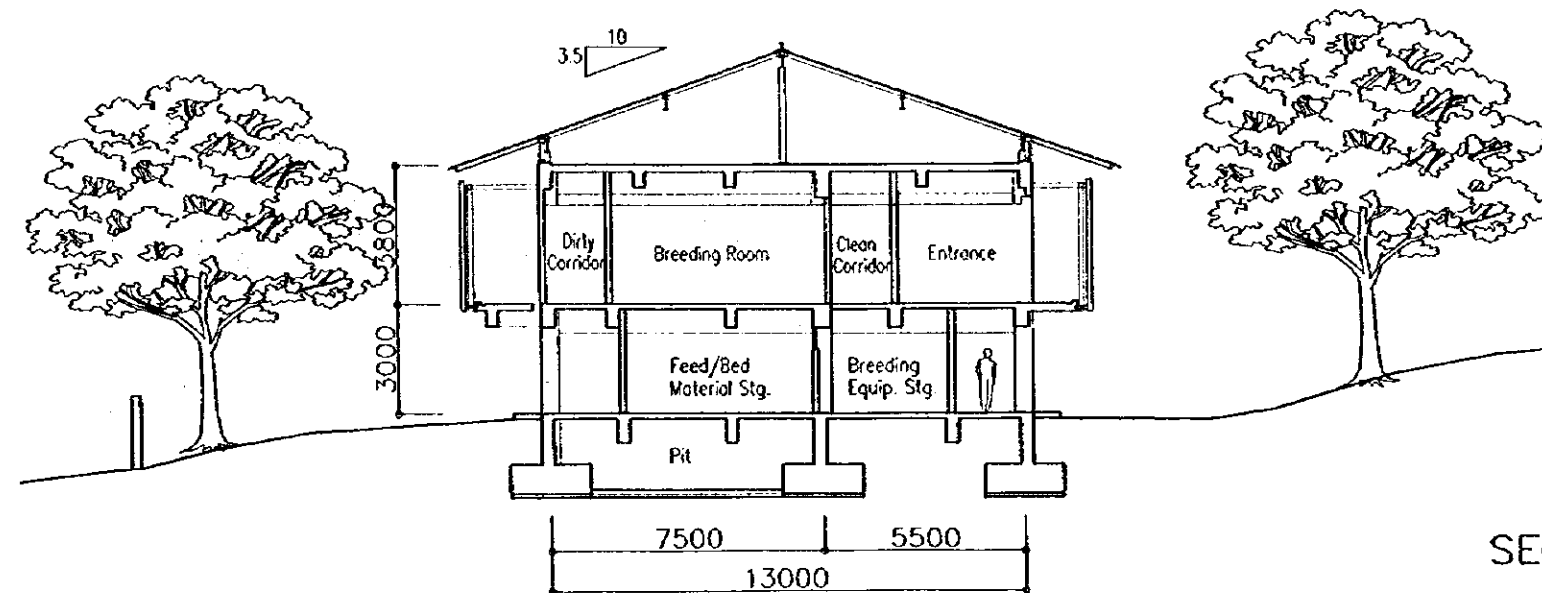 10
3.5
3800
Dirty
Corridor
Breeding Room
Clean
Corridor
Entrance
3000
Feed/Bed
Material Stg.
Breeding
Equip. Stg.
Pit
7500
5500
13000